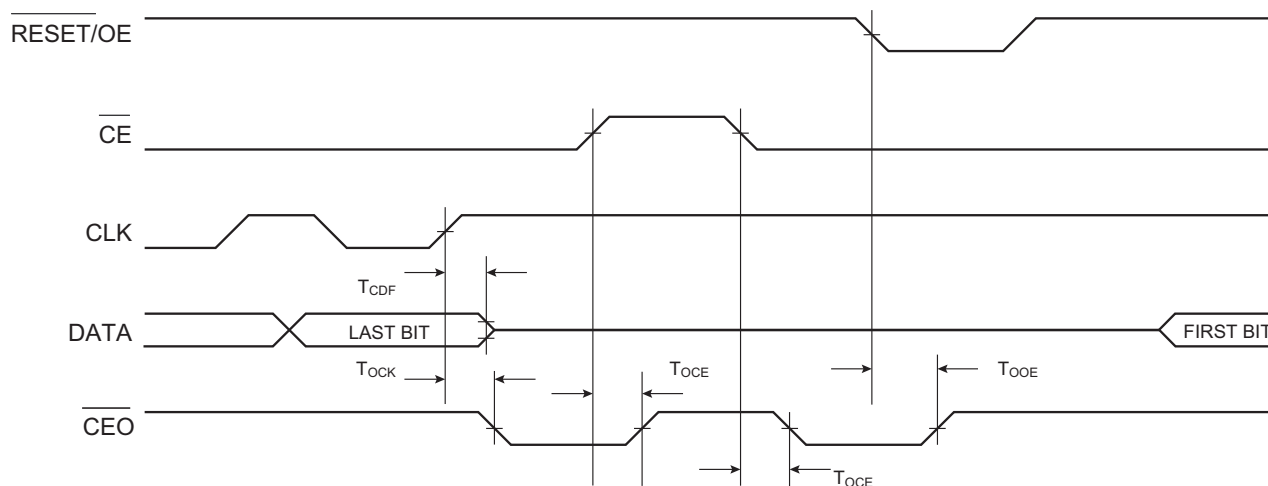 RESET/OE
CE
CLK
TCDF
DATA
LAST BIT
FIRST BIT
TOCK
TOCE
TOOE
CEO
TOCE